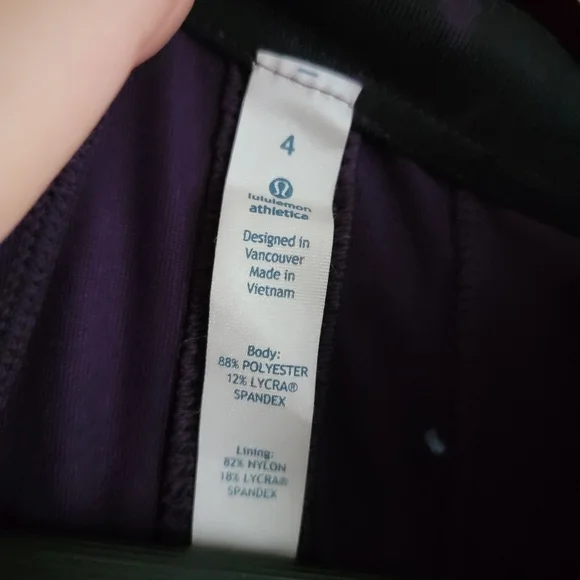 4
lululemon
athletica
Designed in
Vancouver
Made in
Vietnam
Body:
88% POLYESTER
12% LYCRA®
SPANDEX
Lining:
82% NYLON
18% LYCRA®
SPANDEX